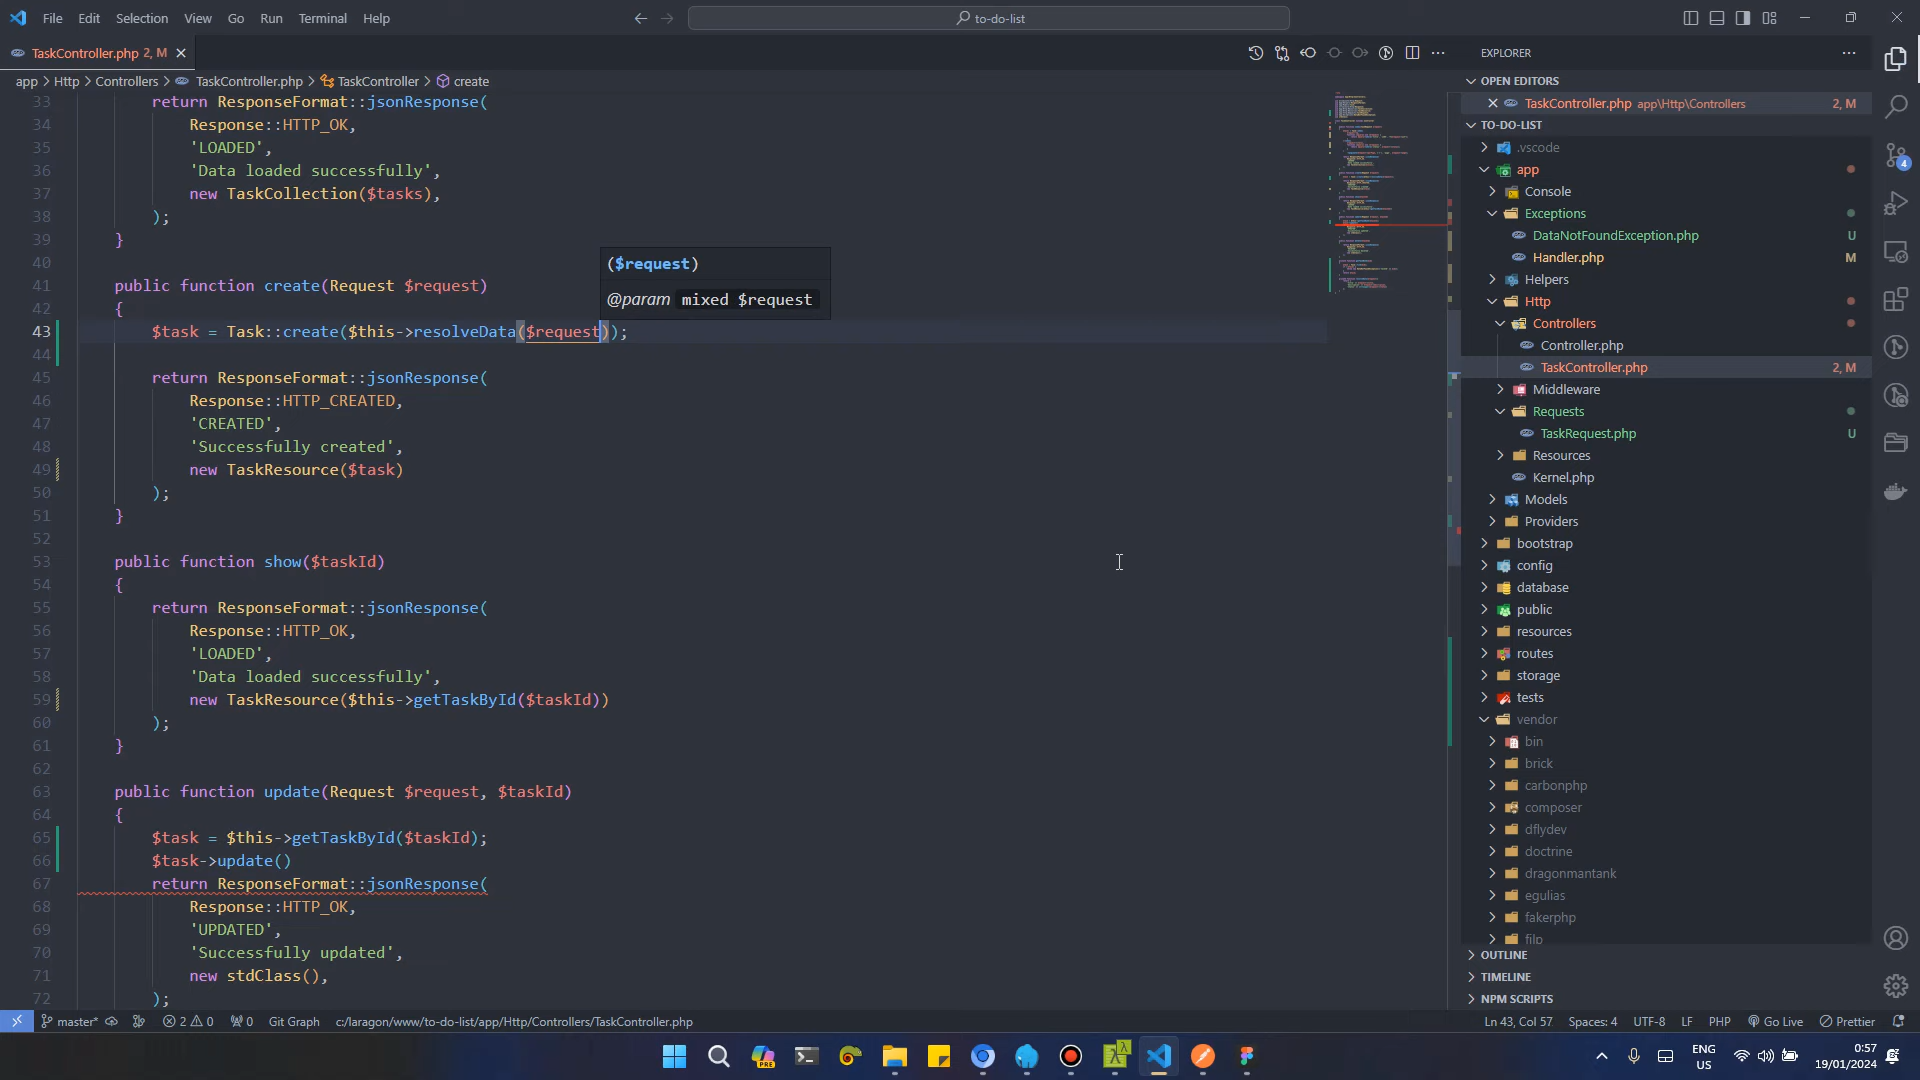 File Edit Selection View Go Run Terminal Help
to-do-list
TaskController.php 2, M
app > Http > Controllers > TaskController.php > TaskController > create
33 return ResponseFormat::jsonResponse(
34 Response::HTTP_OK,
35 'LOADED',
36 'Data loaded successfully',
37 new TaskCollection($tasks),
38 );
39 }
40
41 public function create(Request $request)
42 {
($request)
@param mixed $request
43 $task = Task::create($this->resolveData($request));
44
45 return ResponseFormat::jsonResponse(
46 Response::HTTP_CREATED,
47 'CREATED',
48 'Successfully created',
49 new TaskResource($task)
50 );
51 }
52
53 public function show($taskId)
54 {
55 return ResponseFormat::jsonResponse(
56 Response::HTTP_OK,
57 'LOADED',
58 'Data loaded successfully',
59 new TaskResource($this->getTaskById($taskId))
60 );
61 }
62
63 public function update(Request $request, $taskId)
64 {
65 $task = $this->getTaskById($taskId);
66 $task->update()
67 return ResponseFormat::jsonResponse(
68 Response::HTTP_OK,
69 'UPDATED',
70 'Successfully updated',
71 new stdClass(),
72 );
EXPLORER
OPEN EDITORS
TaskController.php app\Http\Controllers 2, M
TO-DO-LIST
.vscode
app
Console
Exceptions
DataNotFoundException.php U
Handler.php M
Helpers
Http
Controllers
Controller.php
TaskController.php 2, M
Middleware
Requests
TaskRequest.php U
Resources
Kernel.php
Models
Providers
bootstrap
config
database
public
resources
routes
storage
tests
vendor
bin
brick
carbonphp
composer
dflydev
doctrine
dragonmantank
egulias
fakerphp
filp
OUTLINE
TIMELINE
NPM SCRIPTS
4
master* 2 0 0 Git Graph c:/laragon/www/to-do-list/app/Http/Controllers/TaskController.php
Ln 43, Col 57 Spaces: 4 UTF-8 LF PHP Go Live Prettier
PRE
ENG
US
0:57
19/01/2024